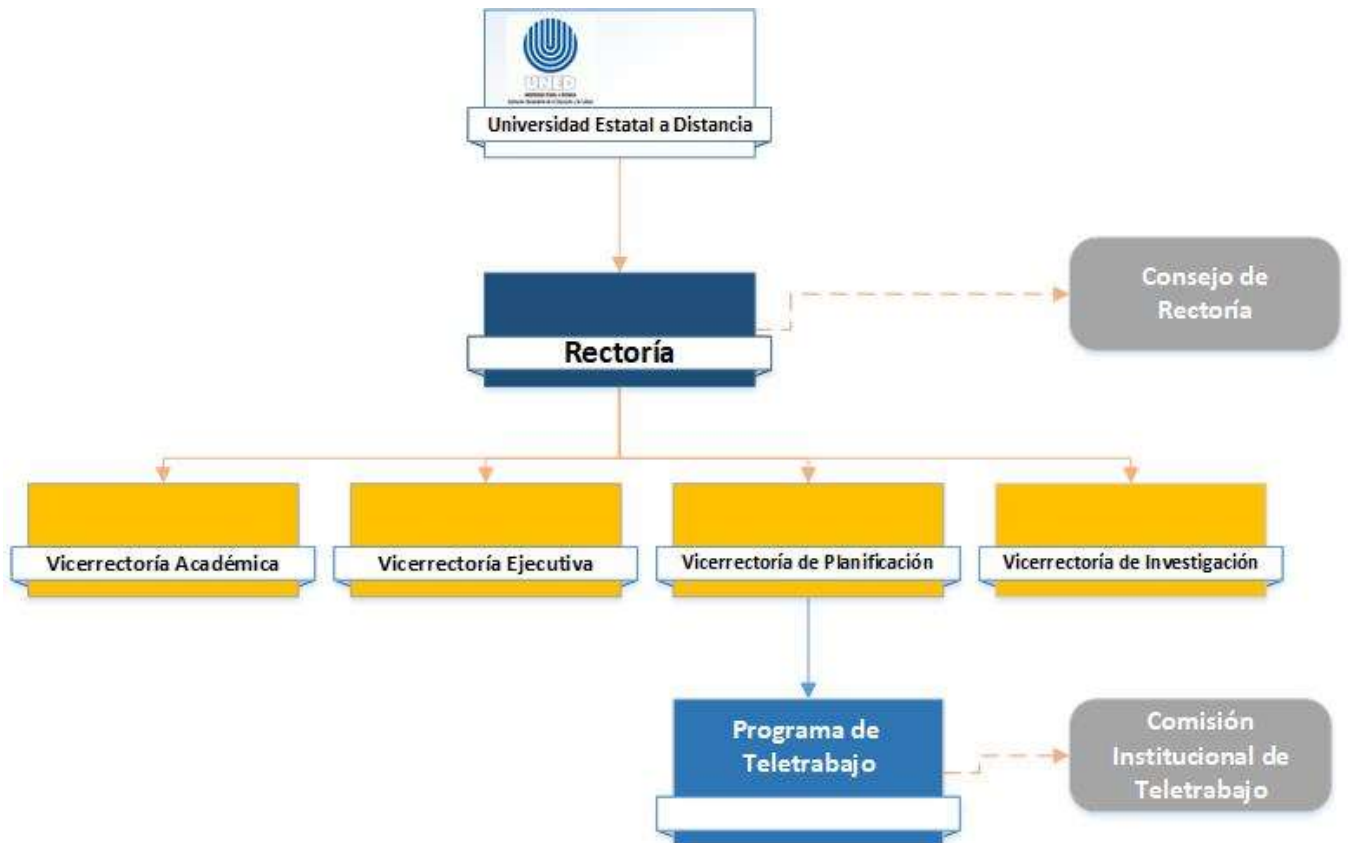 UNED
Universidad Estatal a Distancia
Consejo de
Rectoría
Rectoría
Vicerrectoría Académica
Vicerrectoría Ejecutiva
Vicerrectoría de Planificación
Vicerrectoría de Investigación
Programa de
Teletrabajo
Comisión
Institucional de
Teletrabajo